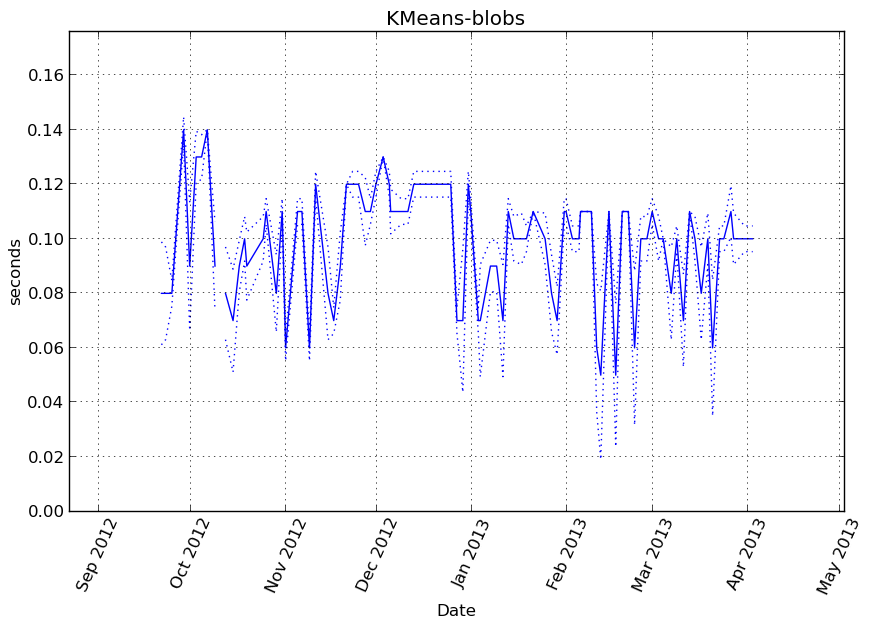 KMeans-blobs
0.16
0.14
0.12
0.10
0.08
0.06
0.04
0.02
0.00
seconds
Sep 2012
Oct 2012
Nov 2012
Dec 2012
Jan 2013
Feb 2013
Mar 2013
Apr 2013
May 2013
Date